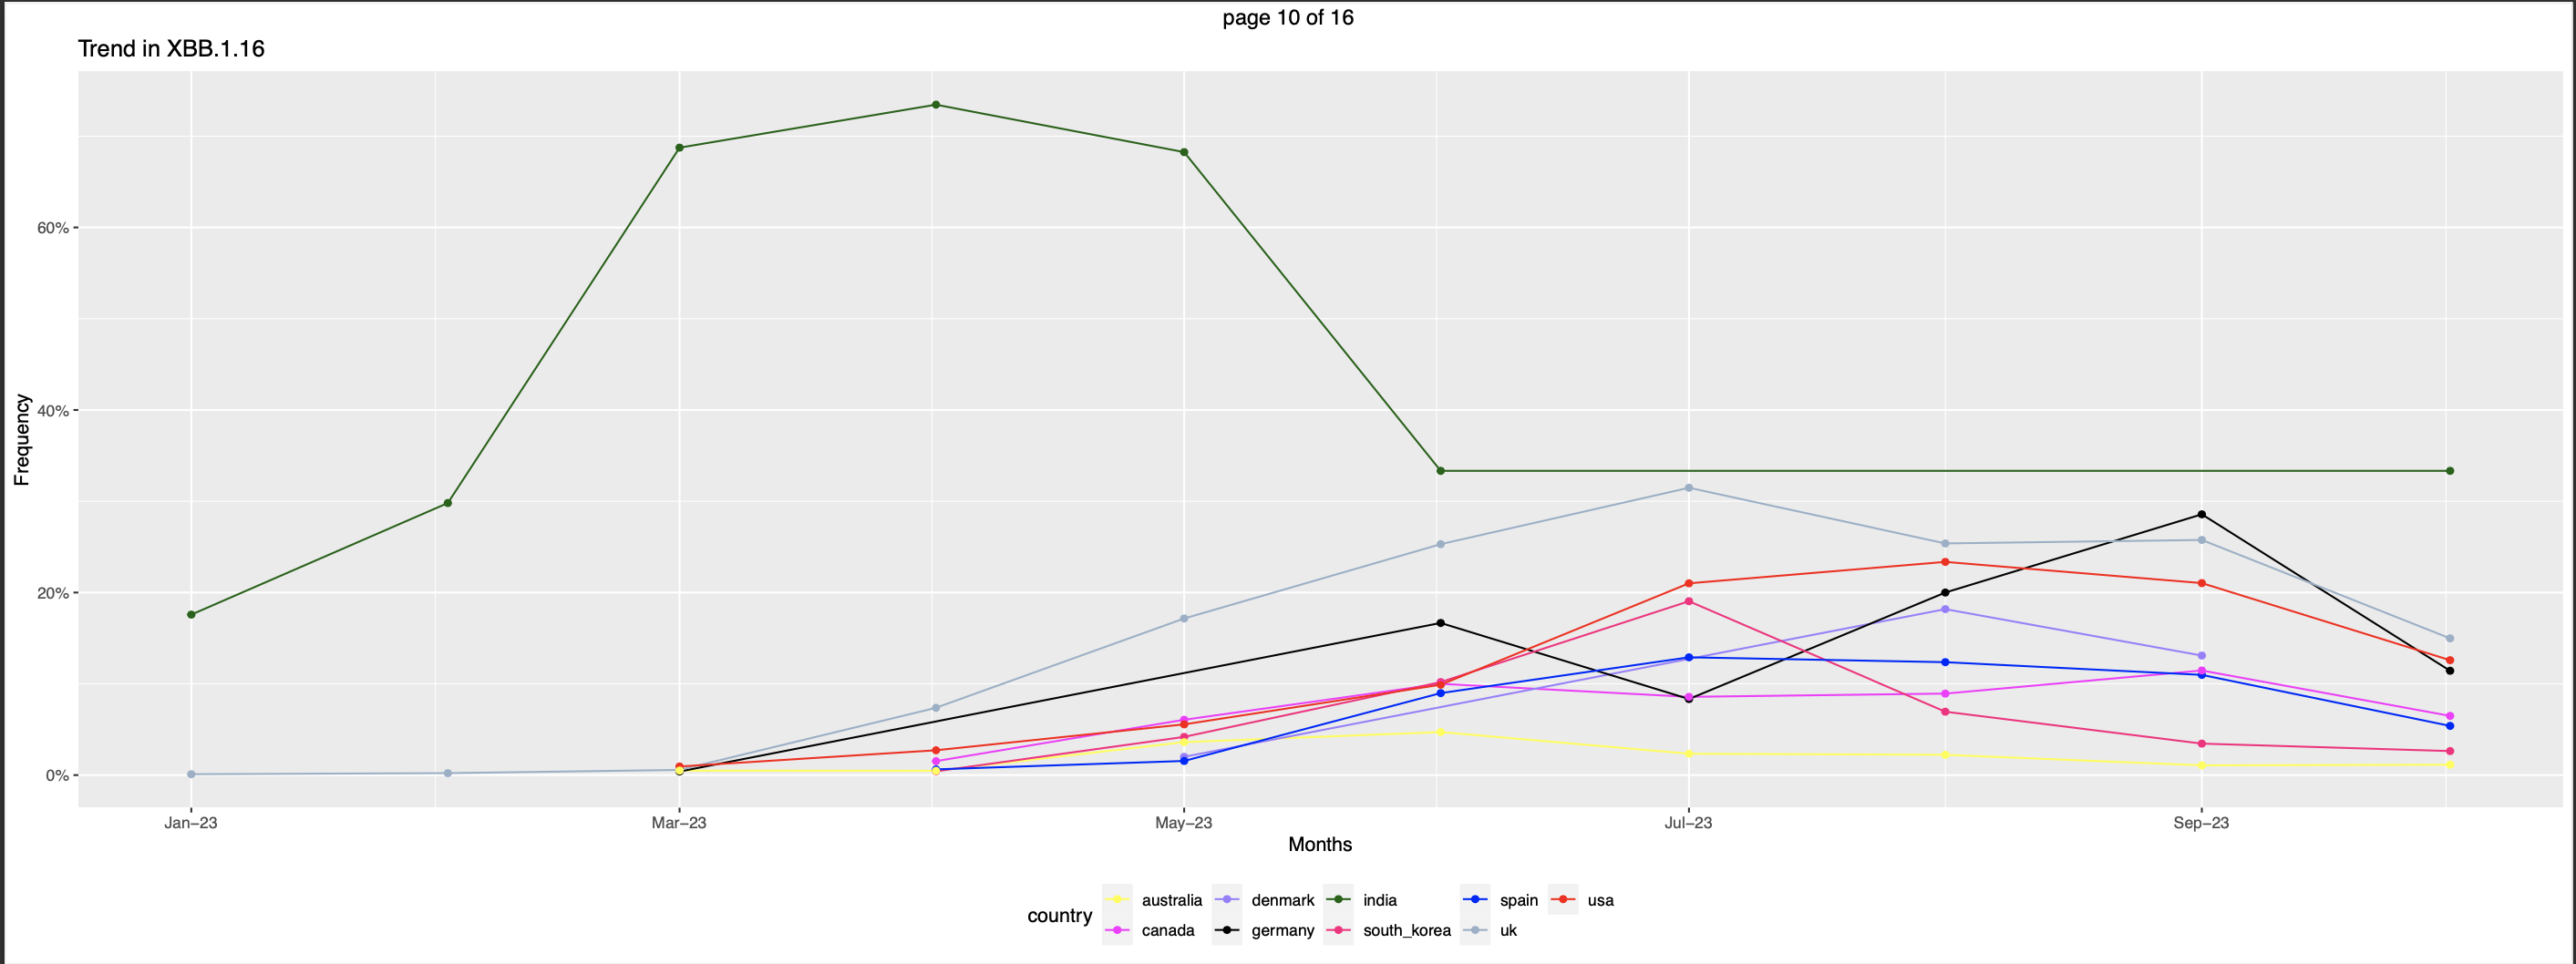 page 10 of 16
Trend in XBB.1.16
Frequency
60%
40%
20%
0%
Jan–23 Mar–23 May–23 Jul–23 Sep–23
Months
country
australia denmark india spain usa
canada germany south_korea uk